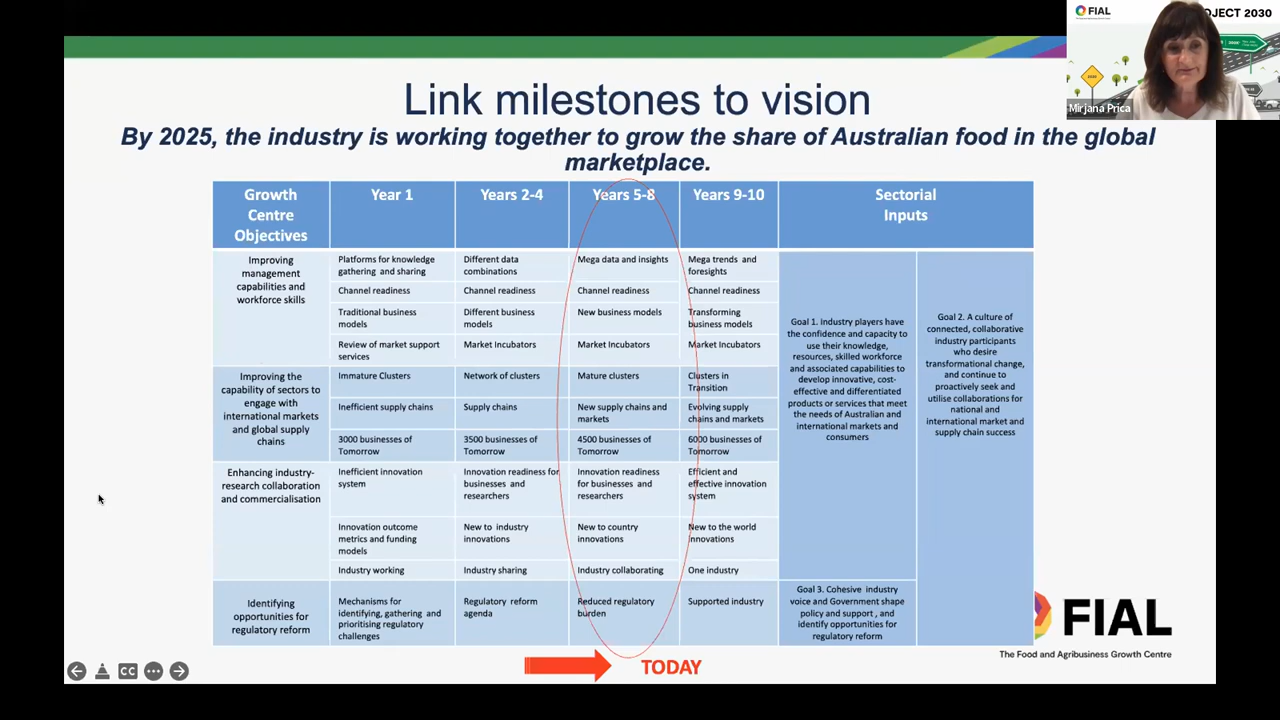 FIAL
OJECT 2030
Mirjana Prica
Link milestones to vision
By 2025, the industry is working together to grow the share of Australian food in the global
marketplace.
Growth
Centre
Objectives
Year 1
Years 2-4
Years 5-8
Years 9-10
Sectorial
Inputs
Improving
management
capabilities and
workforce skills
Platforms for knowledge
gathering and sharing
Different data
combinations
Mega data and insights
Mega trends and
foresights
Channel readiness
Channel readiness
Channel readiness
Channel readiness
Traditional business
models
Different business
models
New business models
Transforming
business models
Review of market support
services
Market Incubators
Market Incubators
Market Incubators
Improving the
capability of sectors to
engage with
international markets
and global supply
chains
Immature Clusters
Network of clusters
Mature clusters
Clusters in
Transition
Inefficient supply chains
Supply chains
New supply chains and
markets
Evolving supply
chains and markets
3000 businesses of
Tomorrow
3500 businesses of
Tomorrow
4500 businesses of
Tomorrow
6000 businesses of
Tomorrow
Enhancing industry-
research collaboration
and commercialisation
Inefficient innovation
system
Innovation readiness for
businesses and
researchers
Innovation readiness
for businesses and
researchers
Efficient and
effective innovation
system
Innovation outcome
metrics and funding
models
New to industry
innovations
New to country
innovations
New to the world
innovations
Industry working
Industry sharing
Industry collaborating
One industry
Identifying
opportunities for
regulatory reform
Mechanisms for
identifying, gathering and
prioritising regulatory
challenges
Regulatory reform
agenda
Reduced regulatory
burden
Supported industry
Goal 1. Industry players have
the confidence and capacity to
use their knowledge,
resources, skilled workforce
and associated capabilities to
develop innovative, cost-
effective and differentiated
products or services that meet
the needs of Australian and
international markets and
consumers
Goal 2. A culture of
connected, collaborative
industry participants
who desire
transformational change,
and continue to
proactively seek and
utilise collaborations for
national and
international market and
supply chain success
Goal 3. Cohesive industry
voice and Government shape
policy and support , and
identify opportunities for
regulatory reform
FIAL
The Food and Agribusiness Growth Centre
TODAY
CC